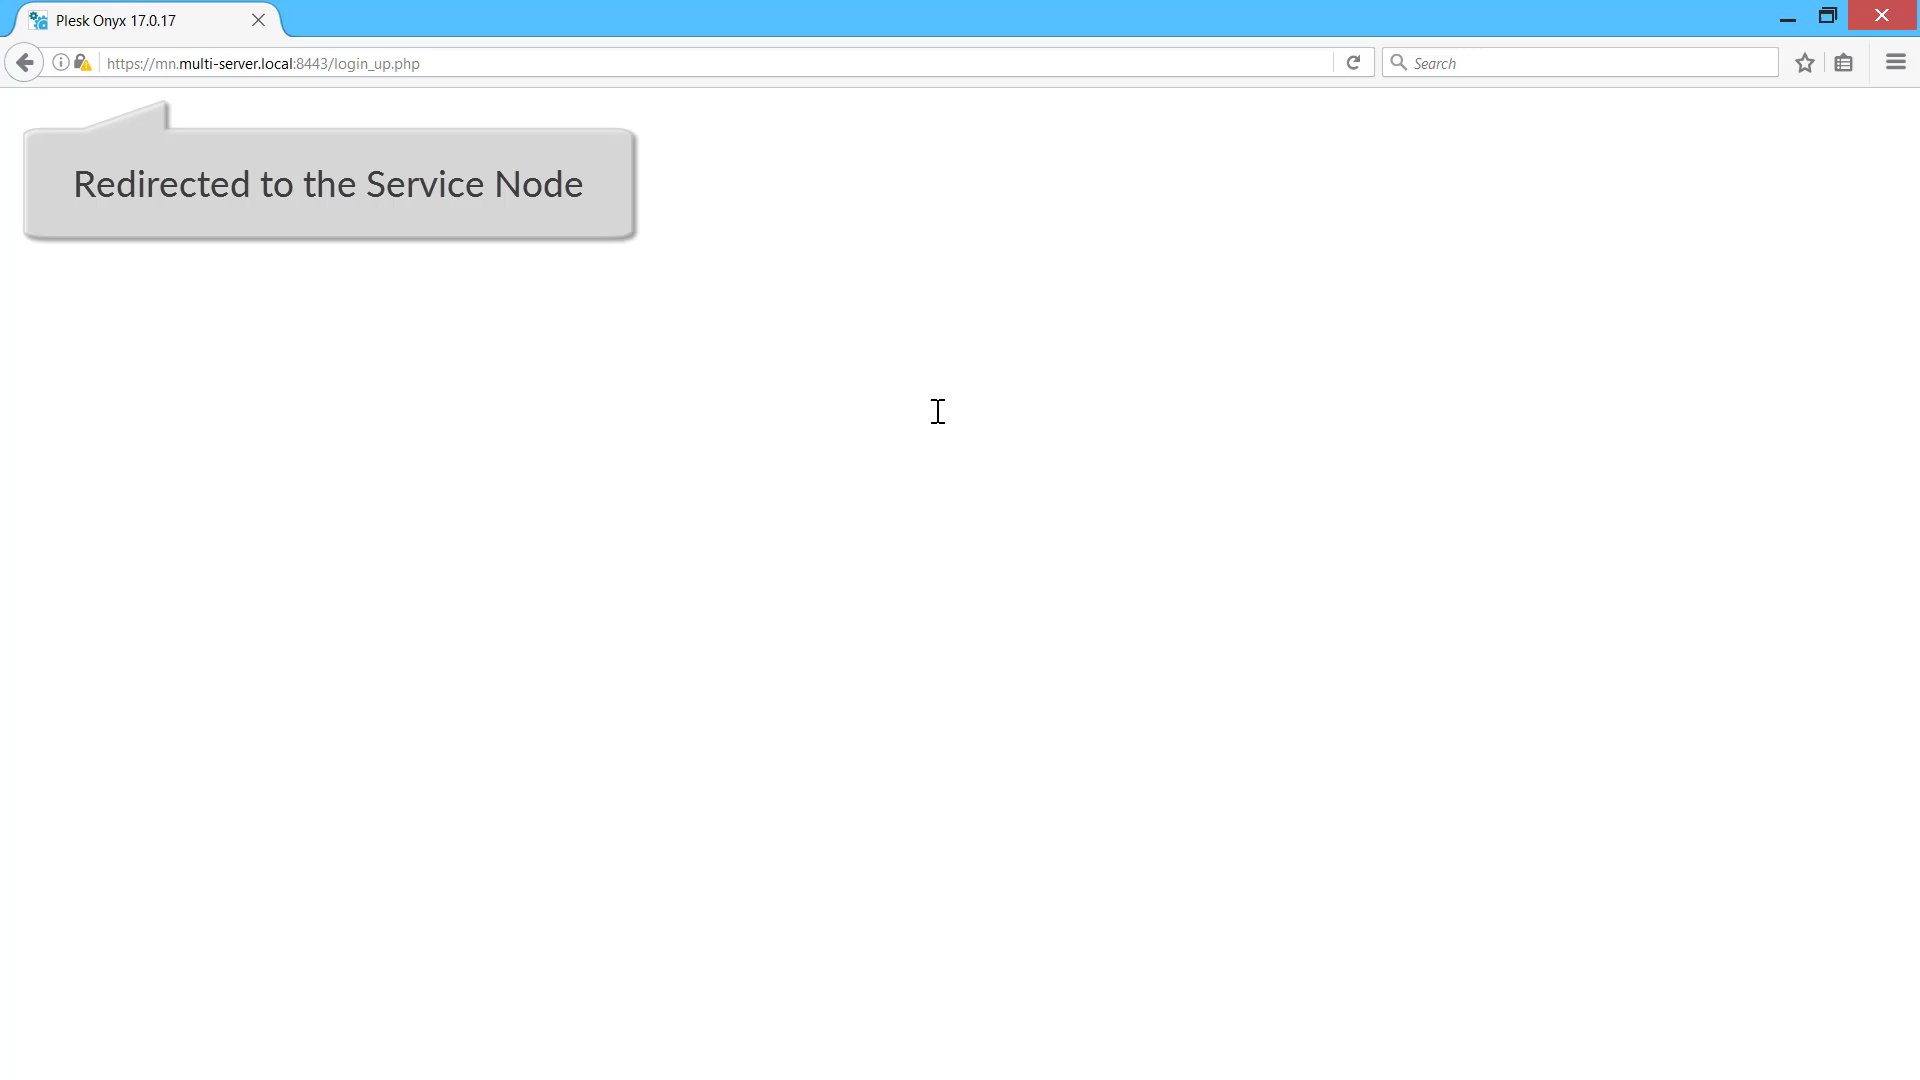 Plesk Onyx 17.0.17
https://mn.multi-server.local:8443/login_up.php
Search
Redirected to the Service Node